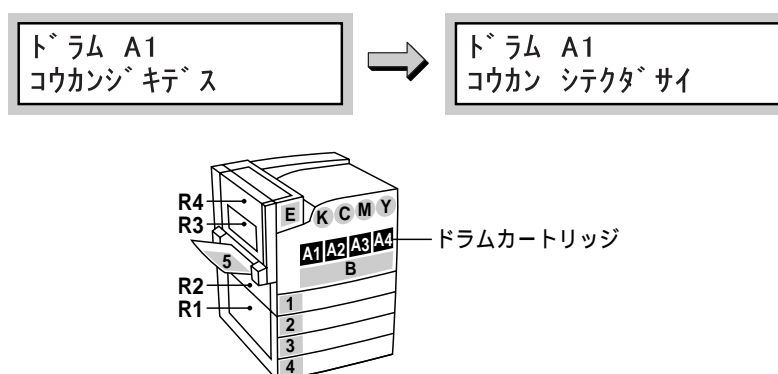 ドラム A1
コウカンジキデス
ドラム A1
コウカン シテクダサイ
R4
R3
E K C M Y
A1 A2 A3 A4
ドラムカートリッジ
5
B
R2
R1
1
2
3
4